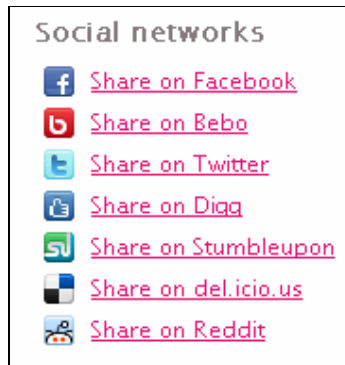 Social networks
Share on Facebook
Share on Bebo
Share on Twitter
Share on Digg
Share on Stumbleupon
Share on del.icio.us
Share on Reddit